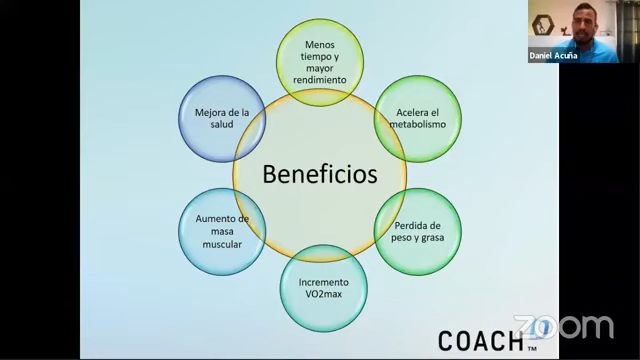 Menos
tiempo y
mayor
rendimiento
Daniel Acuña
Mejora de la
salud
Acelera el
metabolismo
Beneficios
Aumento de
masa
muscular
Perdida de
peso y grasa
Incremento
VO2max
zoom
COACH
™